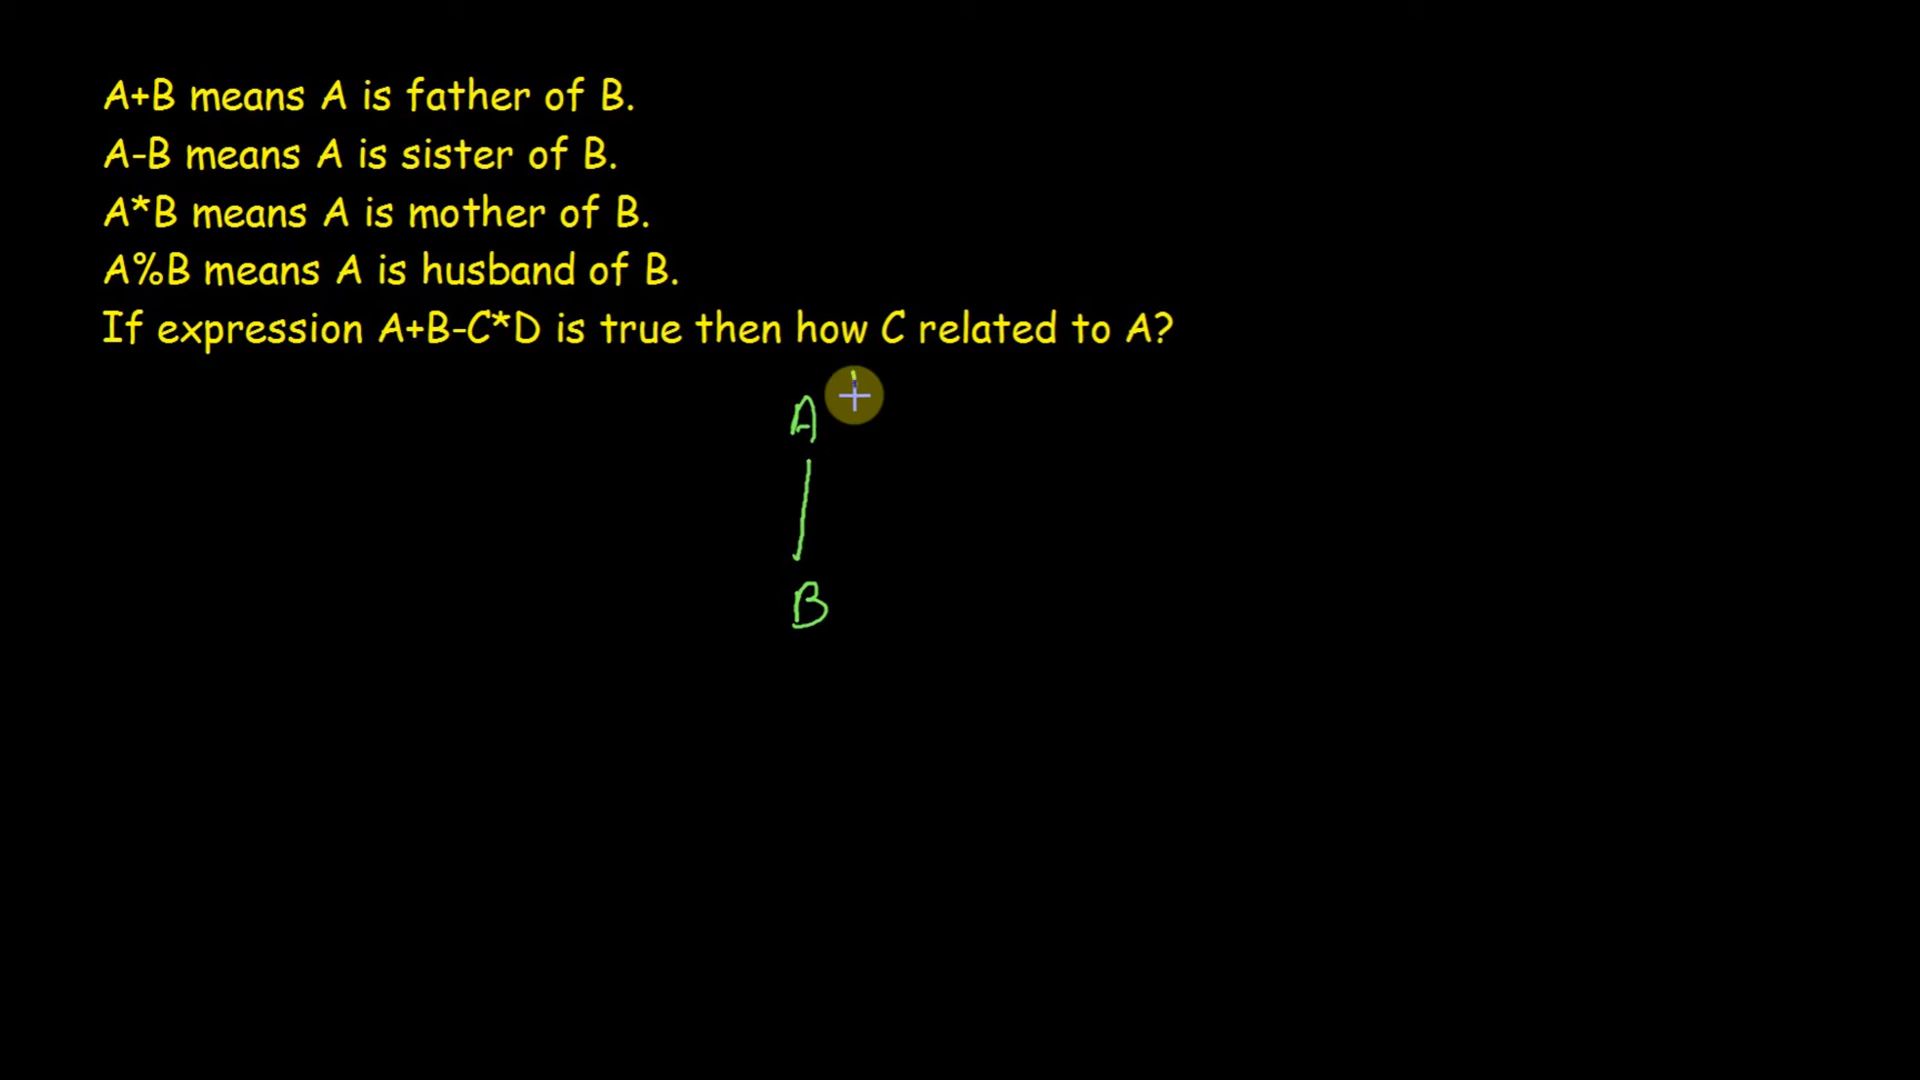 A+B means A is father of B.
A-B means A is sister of B.
A*B means A is mother of B.
A%B means A is husband of B.
If expression A+B-C*D is true then how C related to A?
A
B